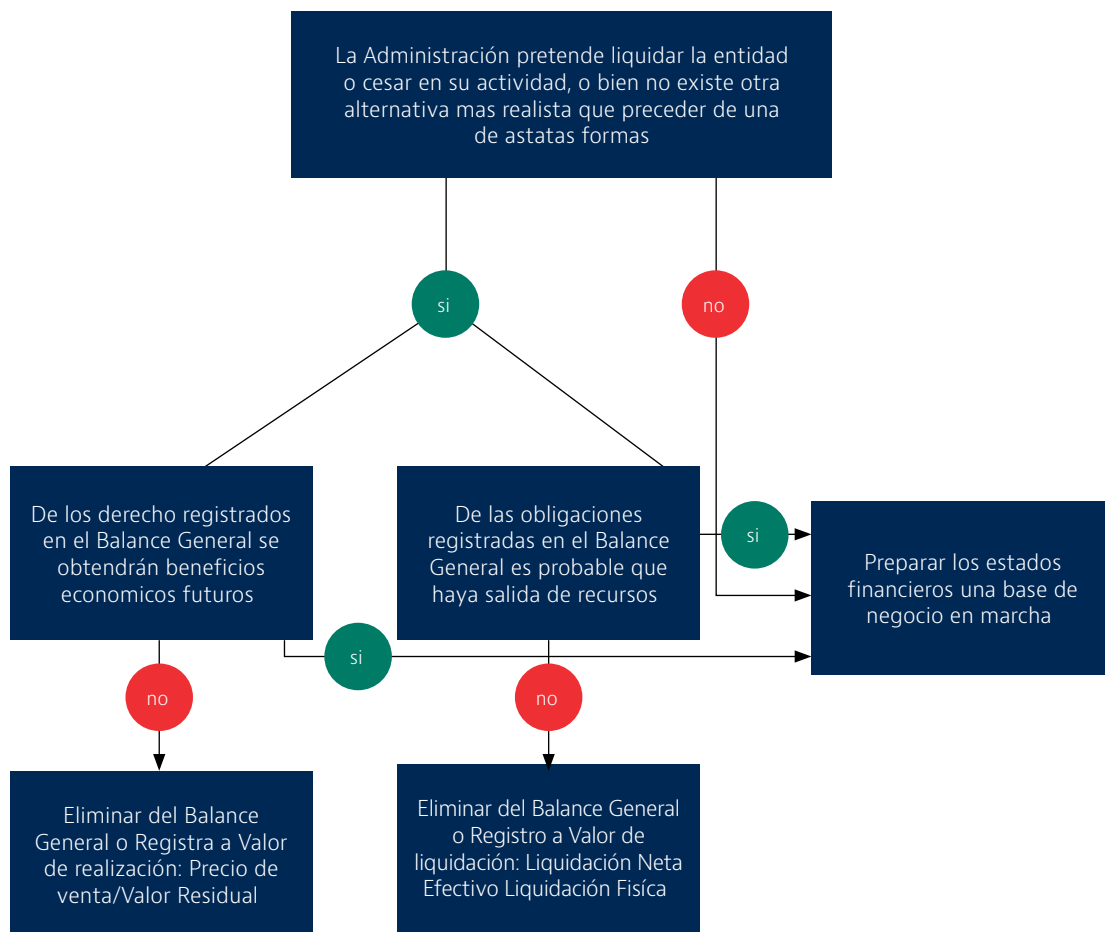 La Administración pretende liquidar la entidad
o cesar en su actividad, o bien no existe otra
alternativa mas realista que preceder de una
de astatas formas
si
no
De los derecho registrados
en el Balance General se
obtendrán beneficios
economicos futuros
De las obligaciones
registradas en el Balance
General es probable que
haya salida de recursos
si
Preparar los estados
financieros una base de
negocio en marcha
si
no
no
Eliminar del Balance
General o Registra a Valor
de realización: Precio de
venta/Valor Residual
Eliminar del Balance General
o Registro a Valor de
liquidación: Liquidación Neta
Efectivo Liquidación Fisíca